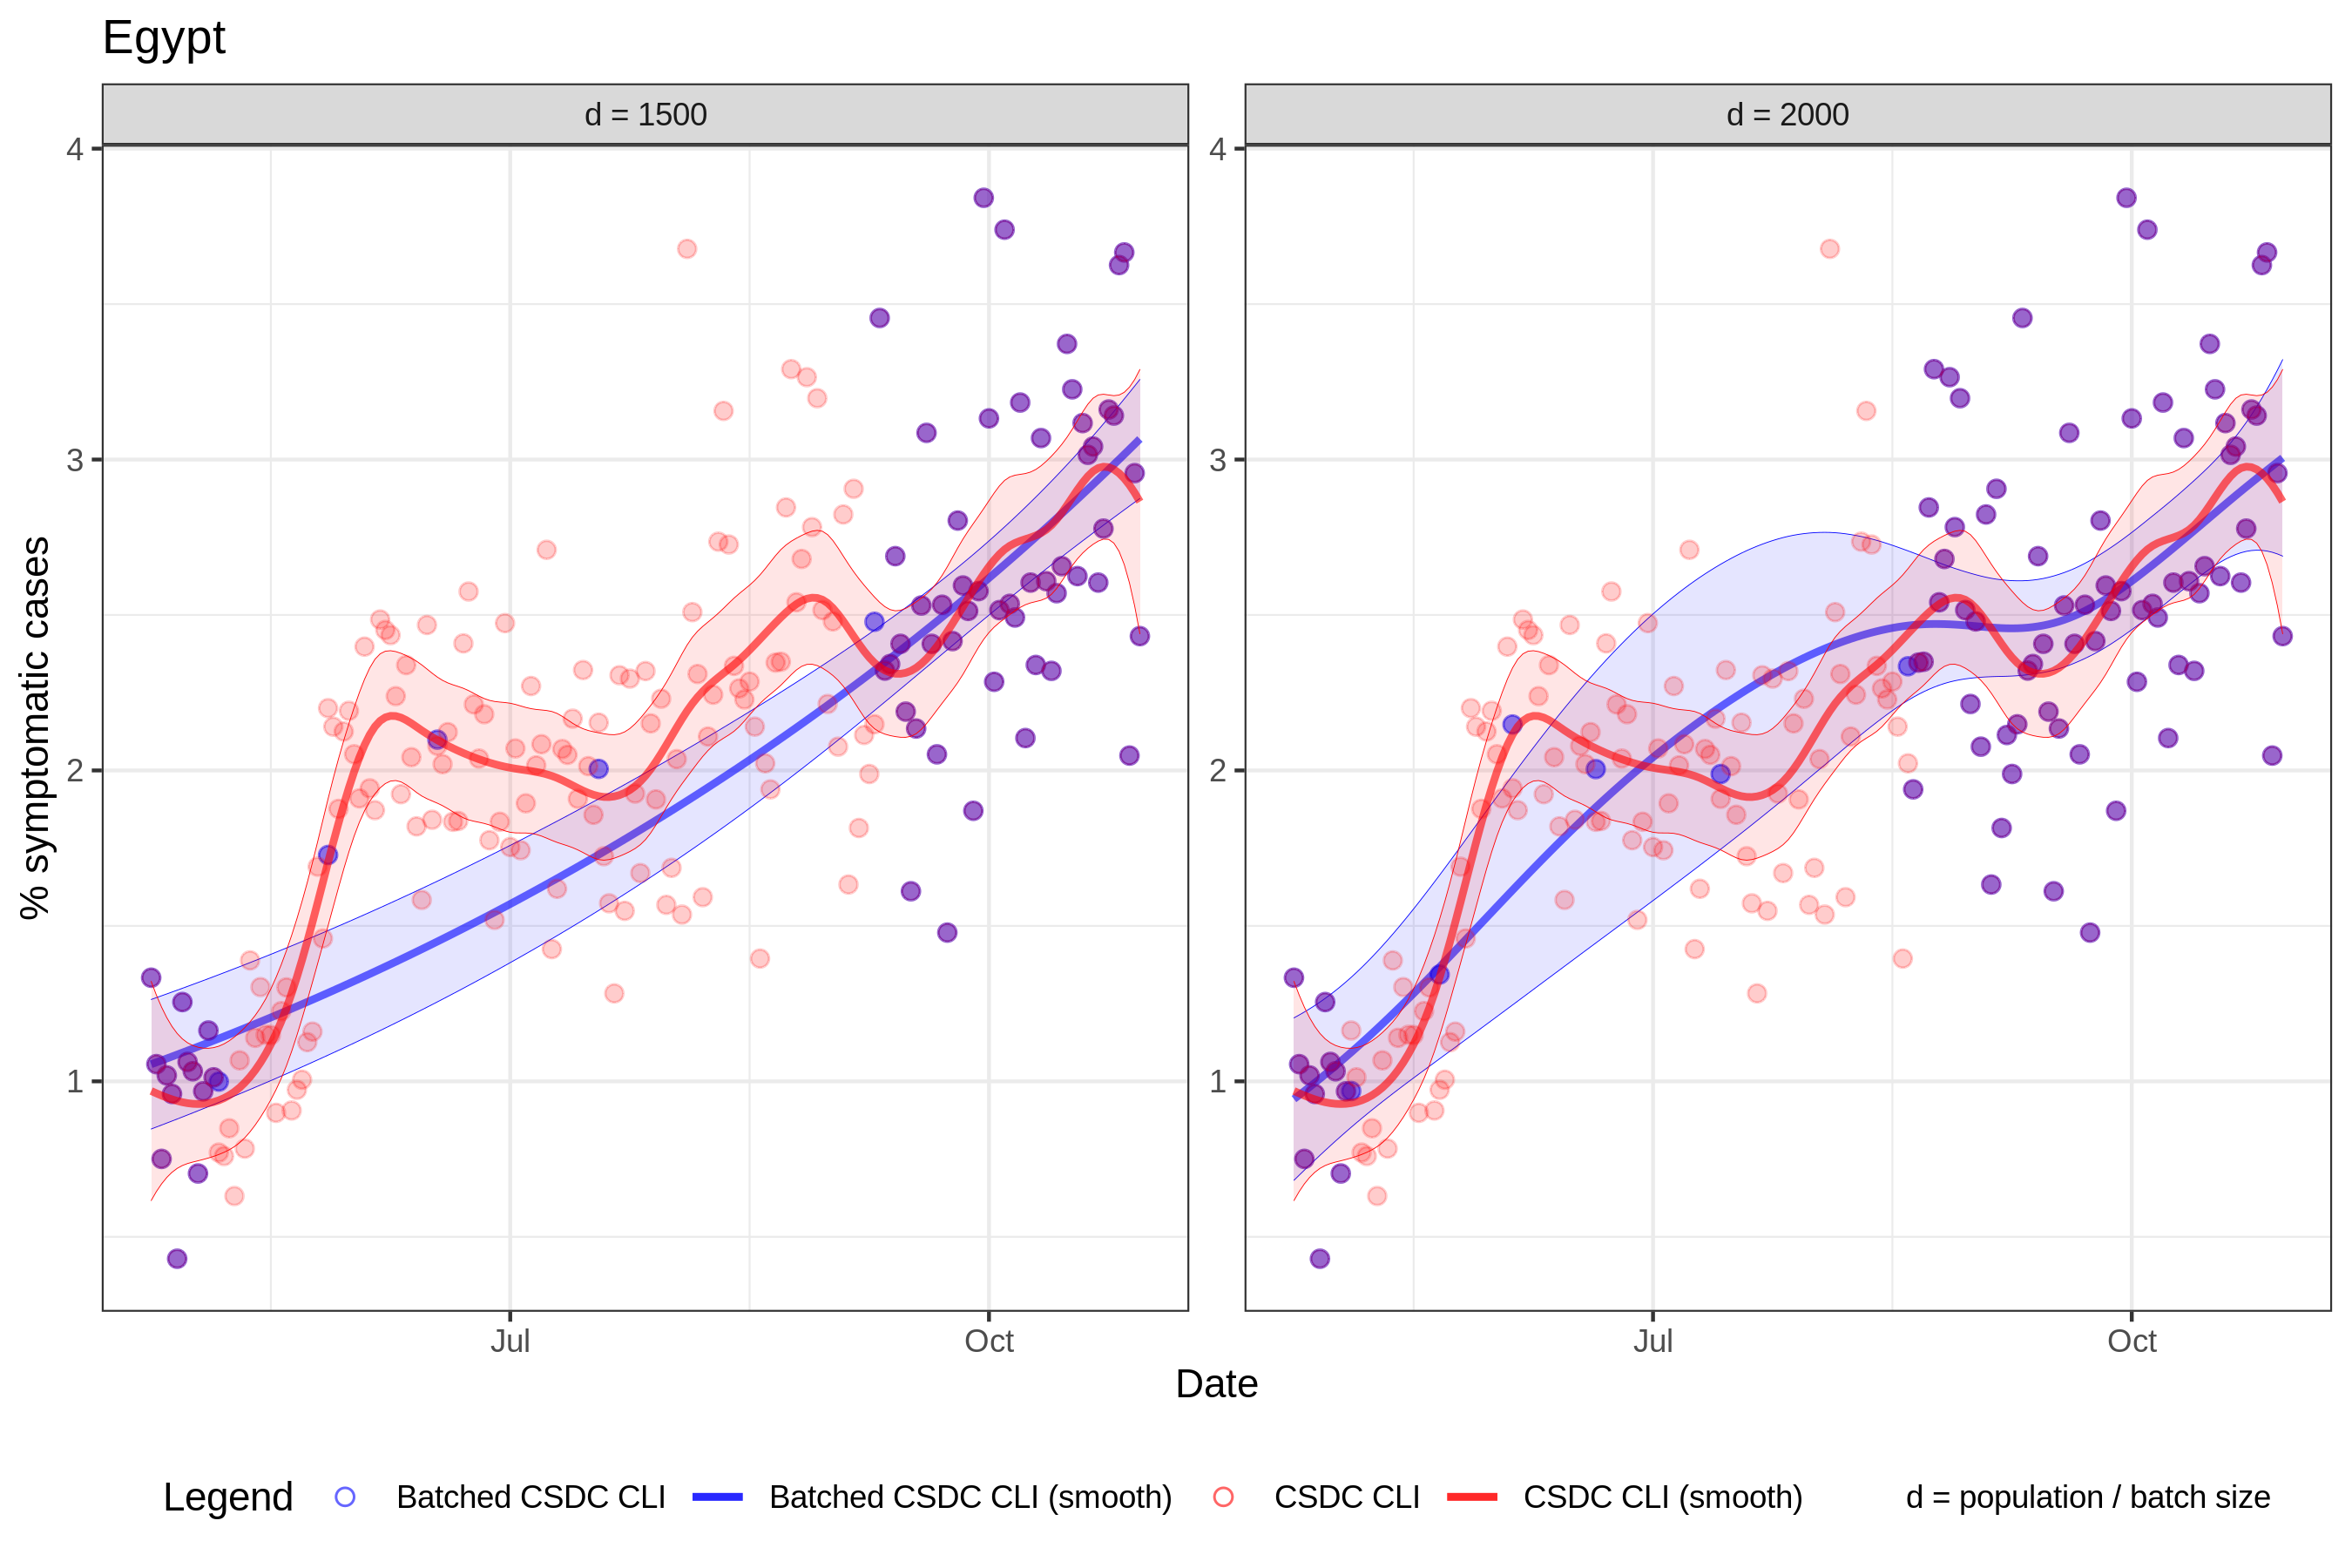 Egypt
d = 1500
d = 2000
% symptomatic cases
4
3
2
1
4
3
2
1
Jul
Oct
Jul
Oct
Date
Legend
Batched CSDC CLI
Batched CSDC CLI (smooth)
CSDC CLI
CSDC CLI (smooth)
d = population / batch size